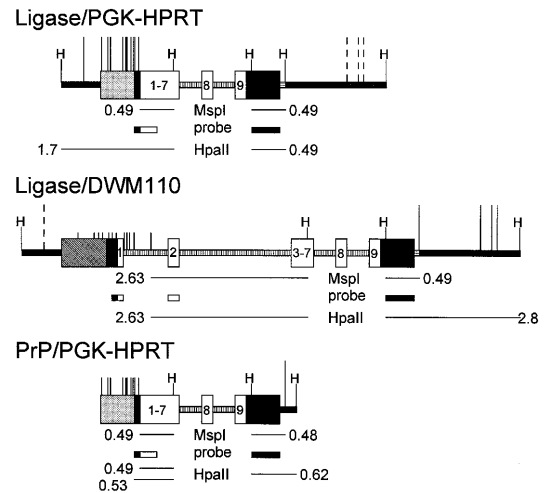 Ligase/PGK-HPRT
H H H H H
1-7 8 9
0.49 MspI 0.49
probe
1.7 HpaII 0.49
Ligase/DWM110
H H H H
1 2 3-7 8 9
2.63 MspI 0.49
probe
2.63 HpaII 2.8
PrP/PGK-HPRT
H H H
1-7 8 9
0.49 MspI 0.48
probe
0.49 HpaII 0.62
0.53